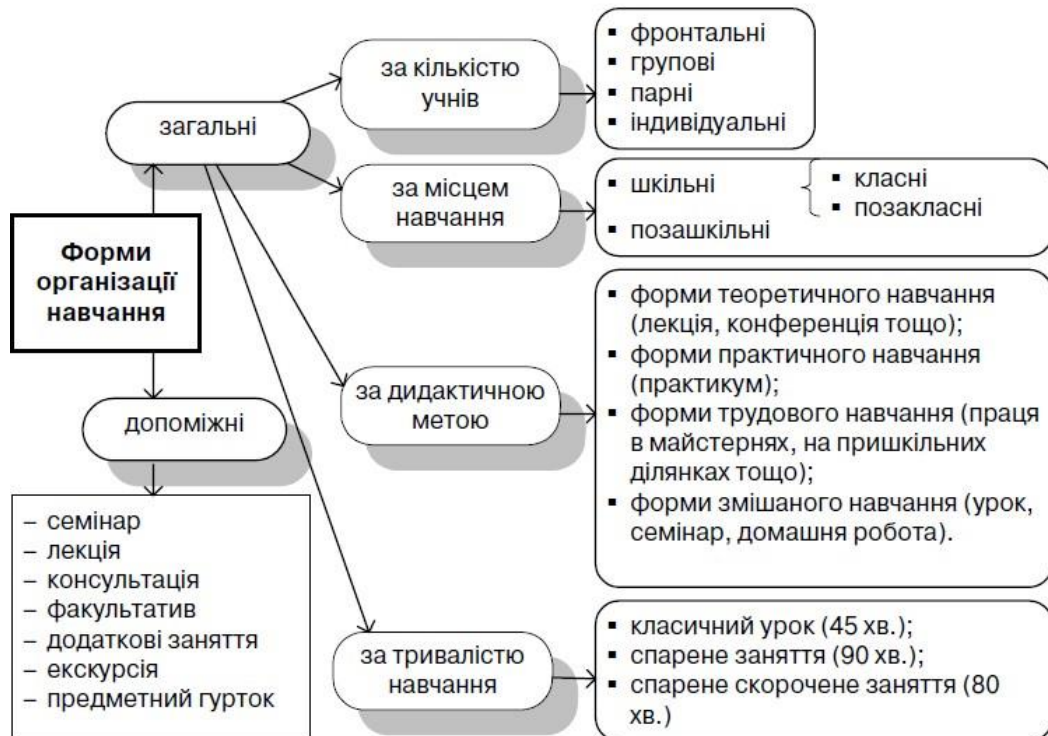 Форми
організації
навчання
загальні
за кількістю
учнів
▪ фронтальні
▪ групові
▪ парні
▪ індивідуальні
за місцем
навчання
▪ шкільні
▪ класні
▪ позакласні
▪ позашкільні
за дидактичною
метою
▪ форми теоретичного навчання
(лекція, конференція тощо);
▪ форми практичного навчання
(практикум);
▪ форми трудового навчання (праця
в майстернях, на пришкільних
ділянках тощо);
▪ форми змішаного навчання (урок,
семінар, домашня робота).
за тривалістю
навчання
▪ класичний урок (45 хв.);
▪ спарене заняття (90 хв.);
▪ спарене скорочене заняття (80
хв.)
допоміжні
– семінар
– лекція
– консультація
– факультатив
– додаткові заняття
– екскурсія
– предметний гурток